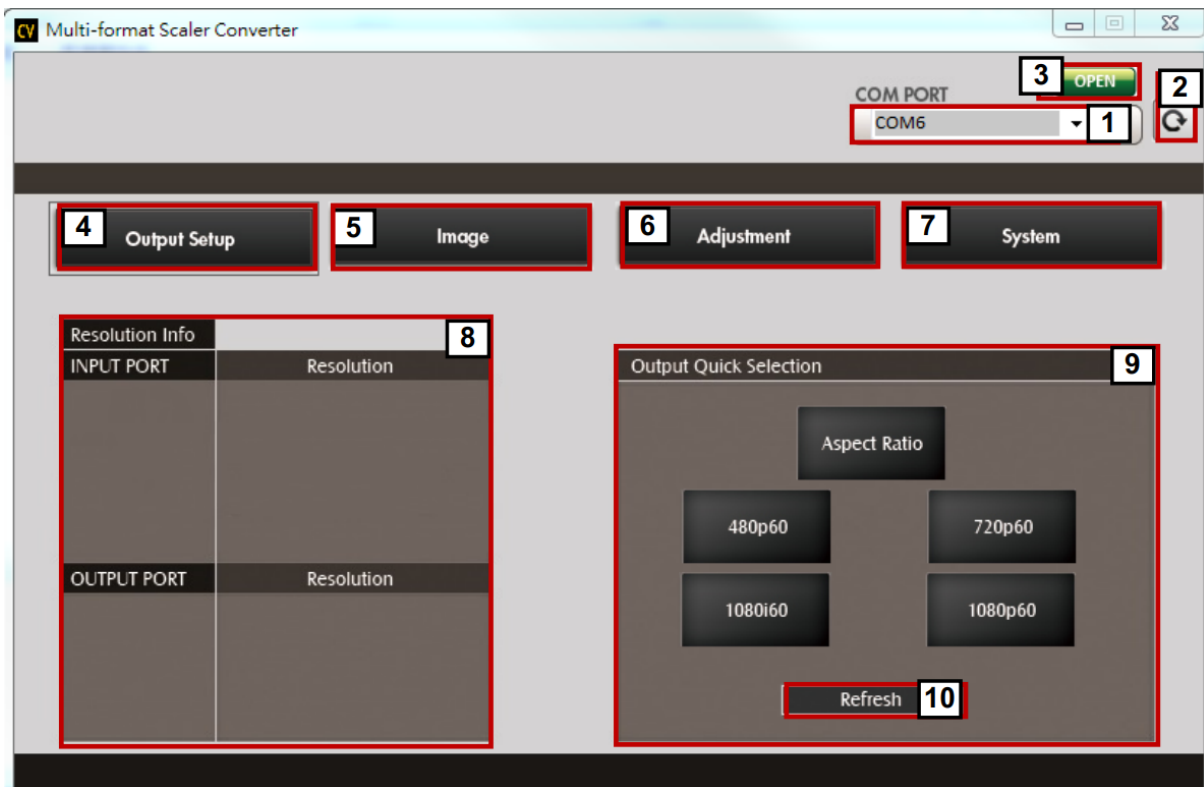 CV Multi-format Scaler Converter
3 OPEN
2
COM PORT
COM6 1
4 Output Setup
5 Image
6 Adjustment
7 System
Resolution Info 8
INPUT PORT Resolution
OUTPUT PORT Resolution
Output Quick Selection 9
Aspect Ratio
480p60 720p60
1080i60 1080p60
Refresh 10